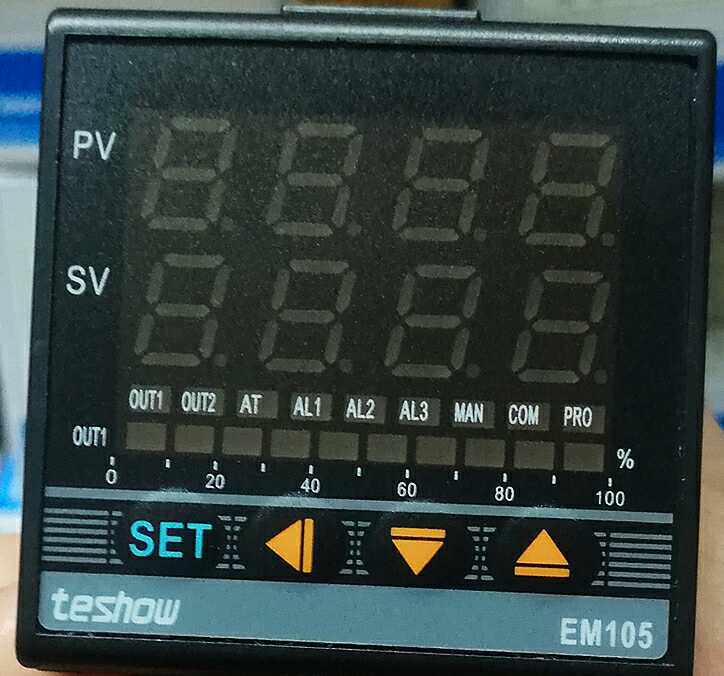 PV
SV
OUT1 OUT2 AT AL1 AL2 AL3 MAN COM PRO
OUT1 %
0 20 40 60 80 100
SET
teshow
EM105